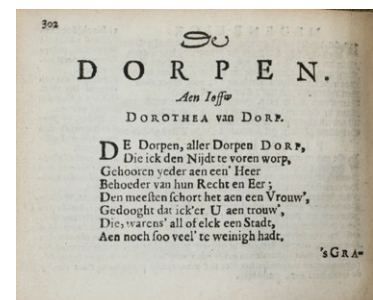 302
De
DORPEN.
Aen Ioffw
DOROTHEA van DORP.
DE Dorpen, aller Dorpen DORP,
Die ick den Nijdt te voren worp,
Gehooren yeder aen een' Heer
Behoeder van hun Recht en Eer;
Den meesten schort het aen een Vrouw',
Gedooght dat ick'er U aen trouw',
Die, warens' all of elck een Stadt,
Aen noch soo veel' te weinigh hadt.
'sGRA-